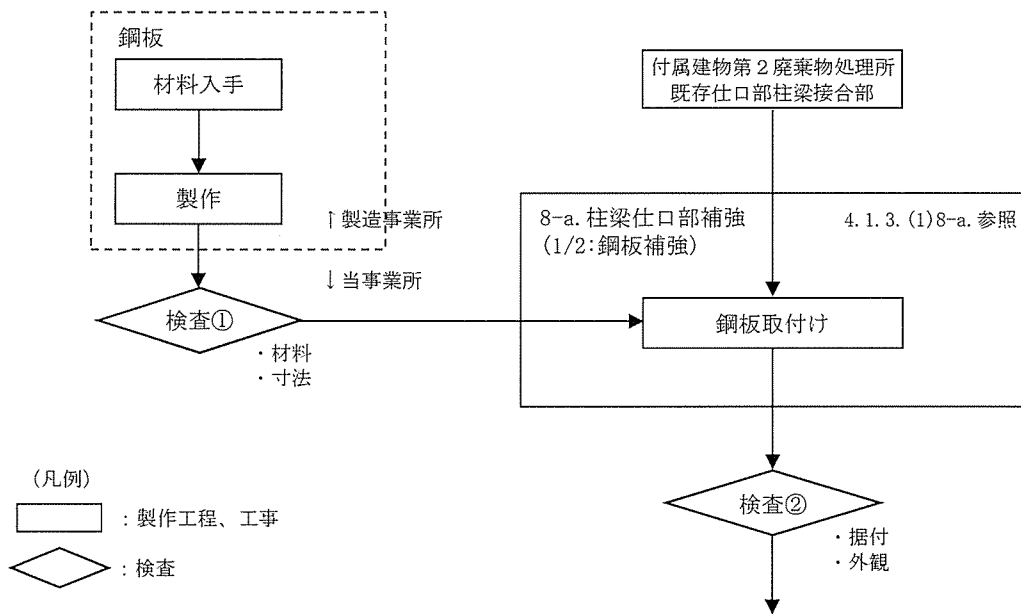 鋼板
材料入手
製作
↑製造事業所
↓当事業所
検査①
・材料
・寸法
付属建物第2廃棄物処理所
既存仕口部柱梁接合部
8-a.柱梁仕口部補強
(1/2:鋼板補強)
4.1.3.(1)8-a.参照
鋼板取付け
検査②
・据付
・外観
(凡例)
:製作工程、工事
:検査